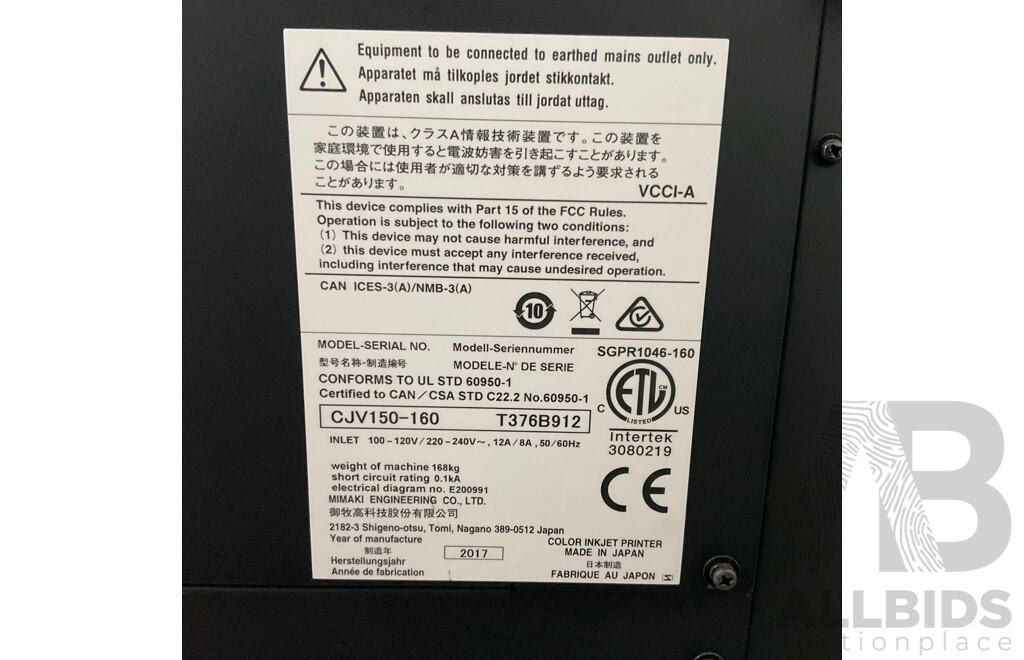 Equipment to be connected to earthed mains outlet only.
Apparatet må tilkoples jordet stikkontakt.
Apparaten skall anslutas till jordat uttag.
この装置は、クラスA情報技術装置です。この装置を
家庭環境で使用すると電波妨害を引き起こすことがあります。
この場合には使用者が適切な対策を講ずるよう要求される
ことがあります。
VCCI-A
This device complies with Part 15 of the FCC Rules.
Operation is subject to the following two conditions:
(1) This device may not cause harmful interference, and
(2) this device must accept any interference received,
including interference that may cause undesired operation.
CAN ICES-3(A)/NMB-3(A)
10
MODEL-SERIAL NO. Modell-Seriennummer SGPR1046-160
型号名称·制造编号 MODELE-N° DE SERIE
CONFORMS TO UL STD 60950-1
Certified to CAN/CSA STD C22.2 No.60950-1
CJV150-160 T376B912
ETL CM
C LISTED US
Intertek
3080219
INLET 100-120V/220-240V~, 12A/8A, 50/60Hz
weight of machine 168kg
short circuit rating 0.1kA
electrical diagram no. E200991
MIMAKI ENGINEERING CO., LTD.
御牧高科技股份有限公司
2182-3 Shigeno-otsu, Tomi, Nagano 389-0512 Japan
CE
Year of manufacture
制造年
Herstellungsjahr
Année de fabrication
2017
COLOR INKJET PRINTER
MADE IN JAPAN
日本制造
FABRIQUE AU JAPON
AB
ALLBIDS
auctionplace